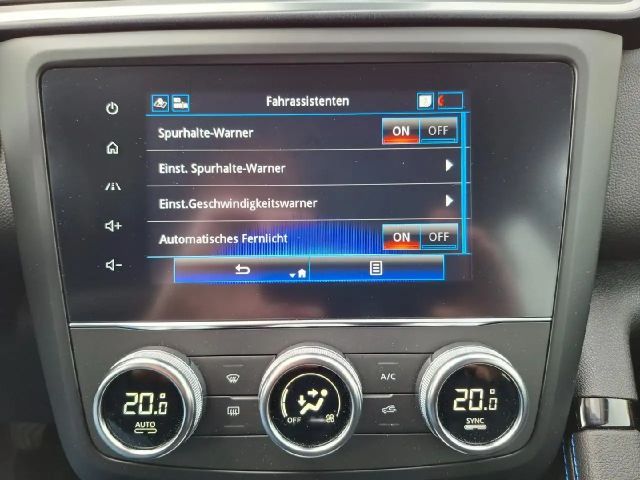 Fahrassistenten
Spurhalte-Warner ON OFF
Einst. Spurhalte-Warner
Einst.Geschwindigkeitswarner
Automatisches Fernlicht ON OFF
A/C
20.0 20.0
AUTO OFF SYNC